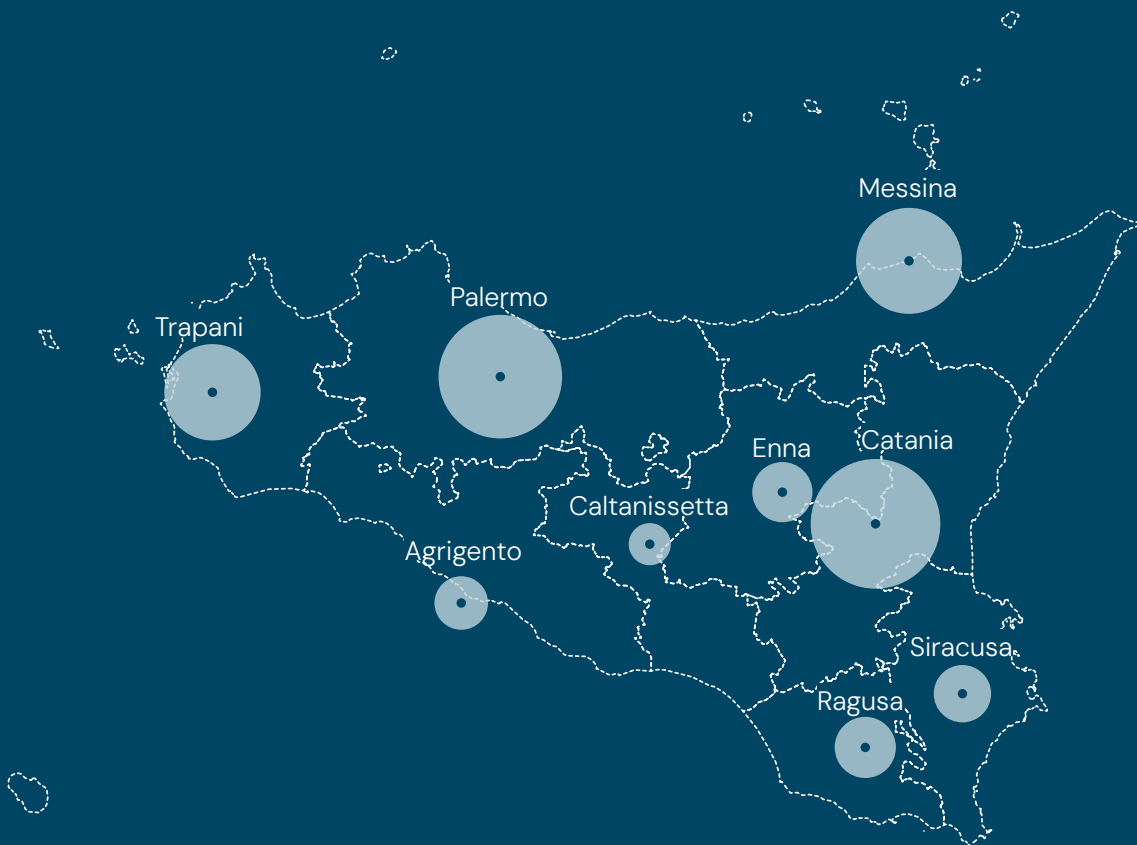 Messina
Palermo
Trapani
Catania
Enna
Caltanissetta
Agrigento
Siracusa
Ragusa